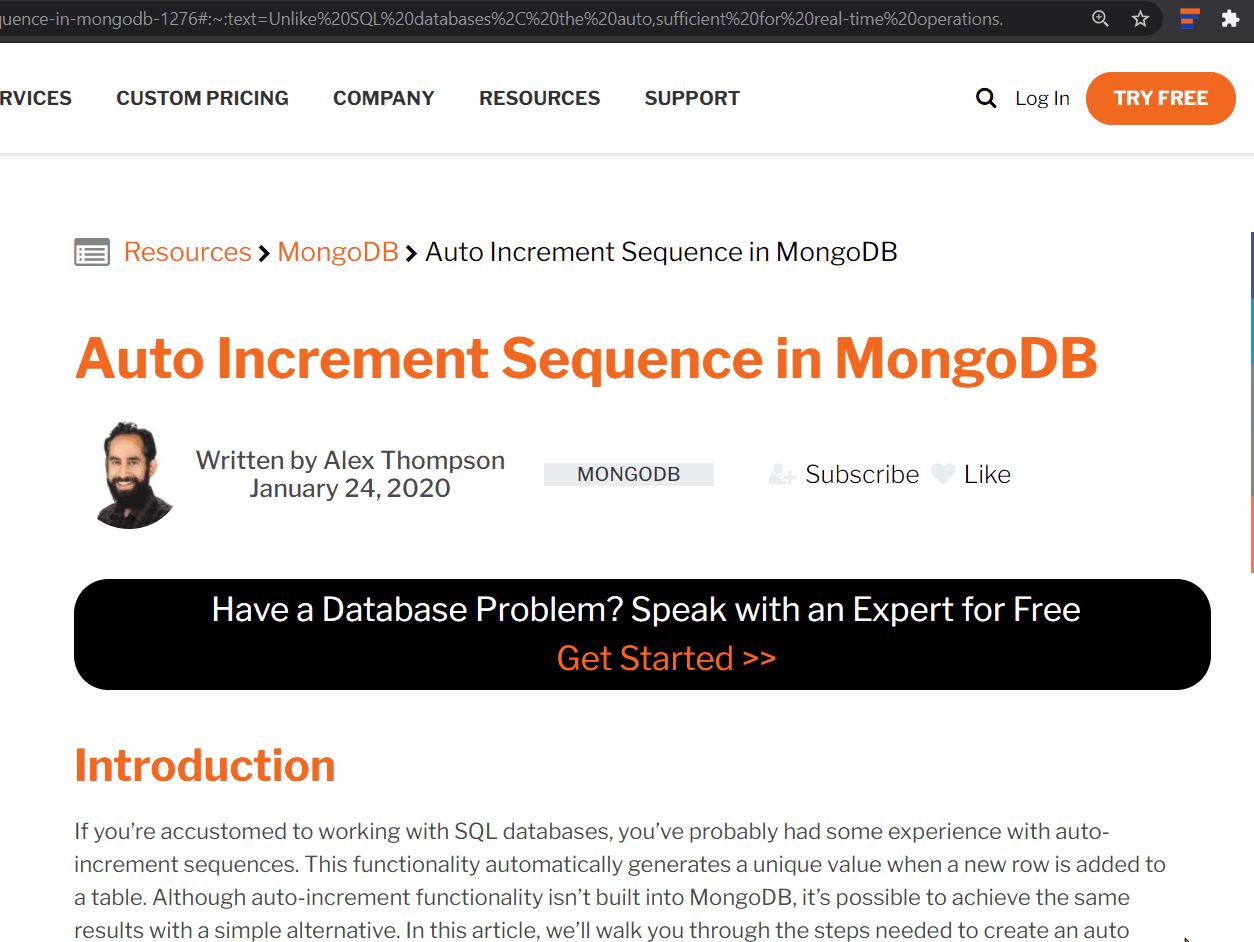 quence-in-mongodb-1276#:~:text=Unlike%20SQL%20databases%2C%20the%20auto,sufficient%20for%20real-time%20operations.
RVICES CUSTOM PRICING COMPANY RESOURCES SUPPORT Log In TRY FREE
Resources > MongoDB > Auto Increment Sequence in MongoDB
Auto Increment Sequence in MongoDB
Written by Alex Thompson
January 24, 2020
MONGODB
Subscribe Like
Have a Database Problem? Speak with an Expert for Free
Get Started >>
Introduction
If you’re accustomed to working with SQL databases, you’ve probably had some experience with auto-
increment sequences. This functionality automatically generates a unique value when a new row is added to
a table. Although auto-increment functionality isn’t built into MongoDB, it’s possible to achieve the same
results with a simple alternative. In this article, we’ll walk you through the steps needed to create an auto